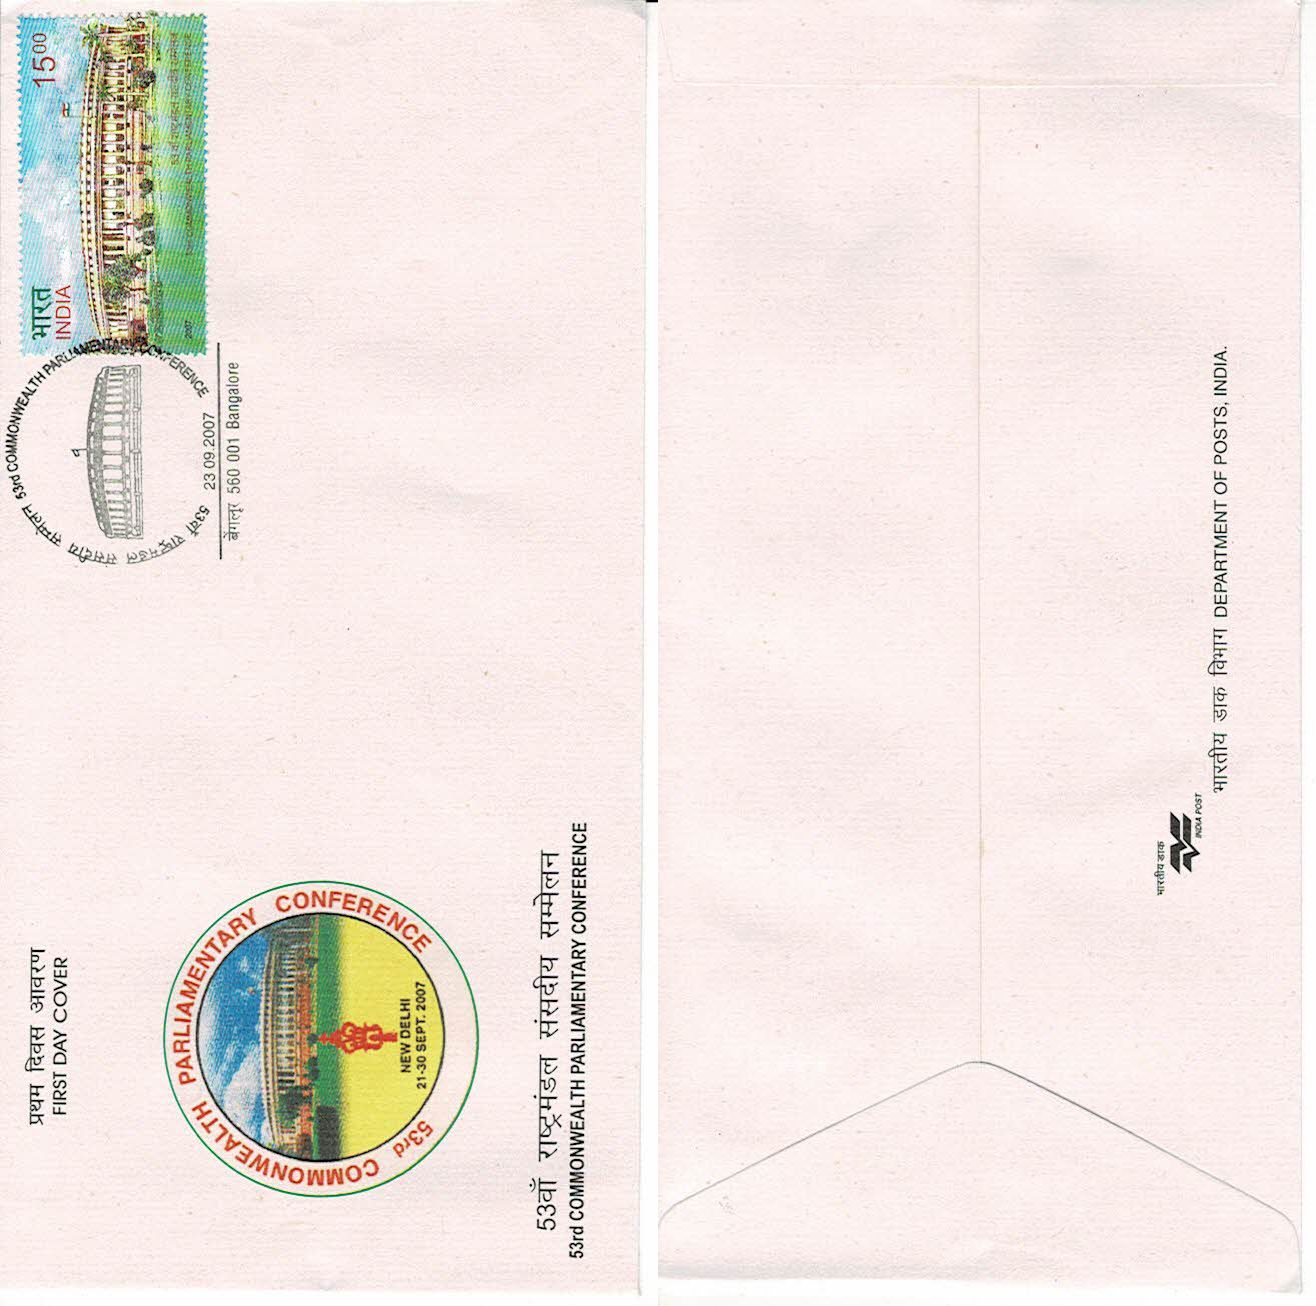 प्रथम दिवस आवरण
FIRST DAY COVER
53वाँ राष्ट्रमंडल संसदीय सम्मेलन 53rd COMMONWEALTH PARLIAMENTARY CONFERENCE
23 09.2007
बेंगलूर 560 001 Bangalore
भारत
INDIA
1500
53 वाँ राष्ट्रमंडल संसदीय सम्मेलन
2007
53rd COMMONWEALTH PARLIAMENTARY CONFERENCE
53rd COMMONWEALTH PARLIAMENTARY CONFERENCE
NEW DELHI
21-30 SEPT. 2007
53वाँ राष्ट्रमंडल संसदीय सम्मेलन
53rd COMMONWEALTH PARLIAMENTARY CONFERENCE
भारतीय डाक
INDIA POST
भारतीय डाक विभाग DEPARTMENT OF POSTS, INDIA.